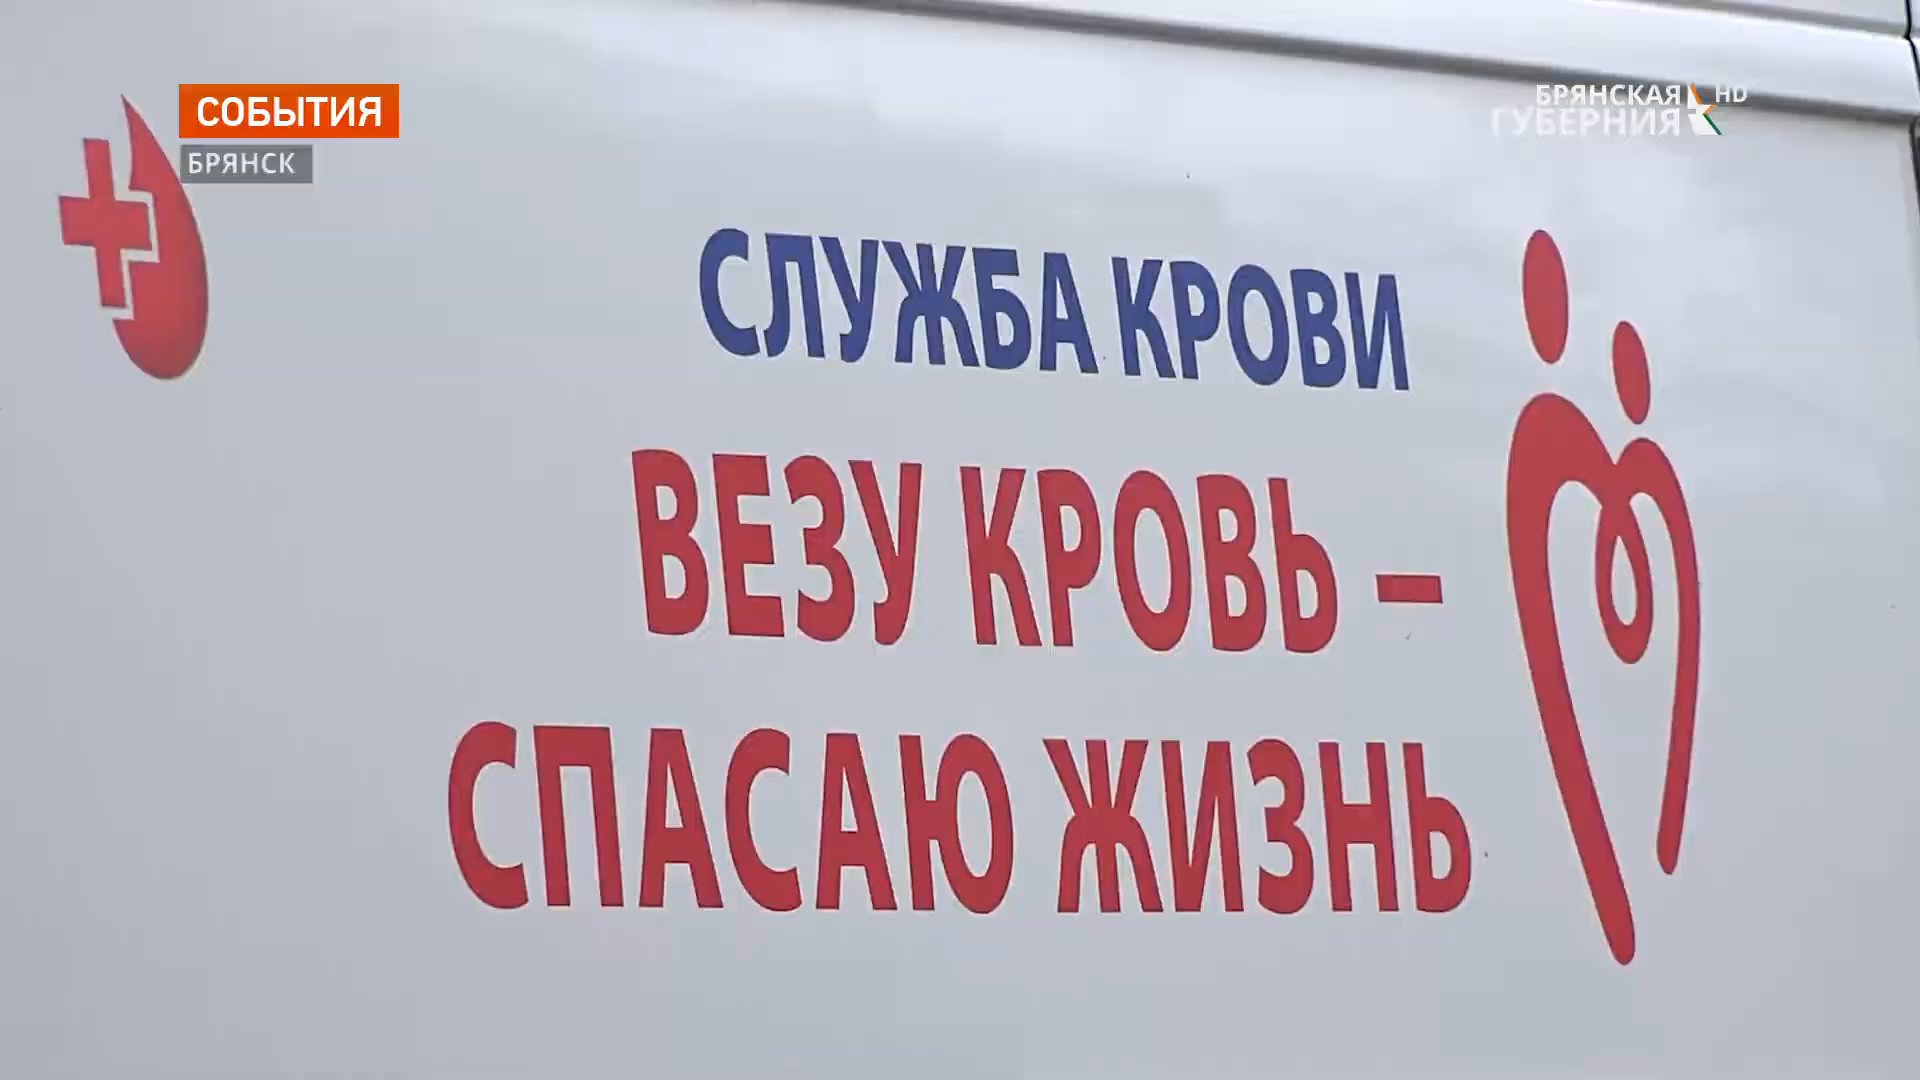 СОБЫТИЯ
БРЯНСК
БРЯНСКАЯ HD
ГУБЕРНИЯ
СЛУЖБА КРОВИ
ВЕЗУ КРОВЬ –
СПАСАЮ ЖИЗНЬ